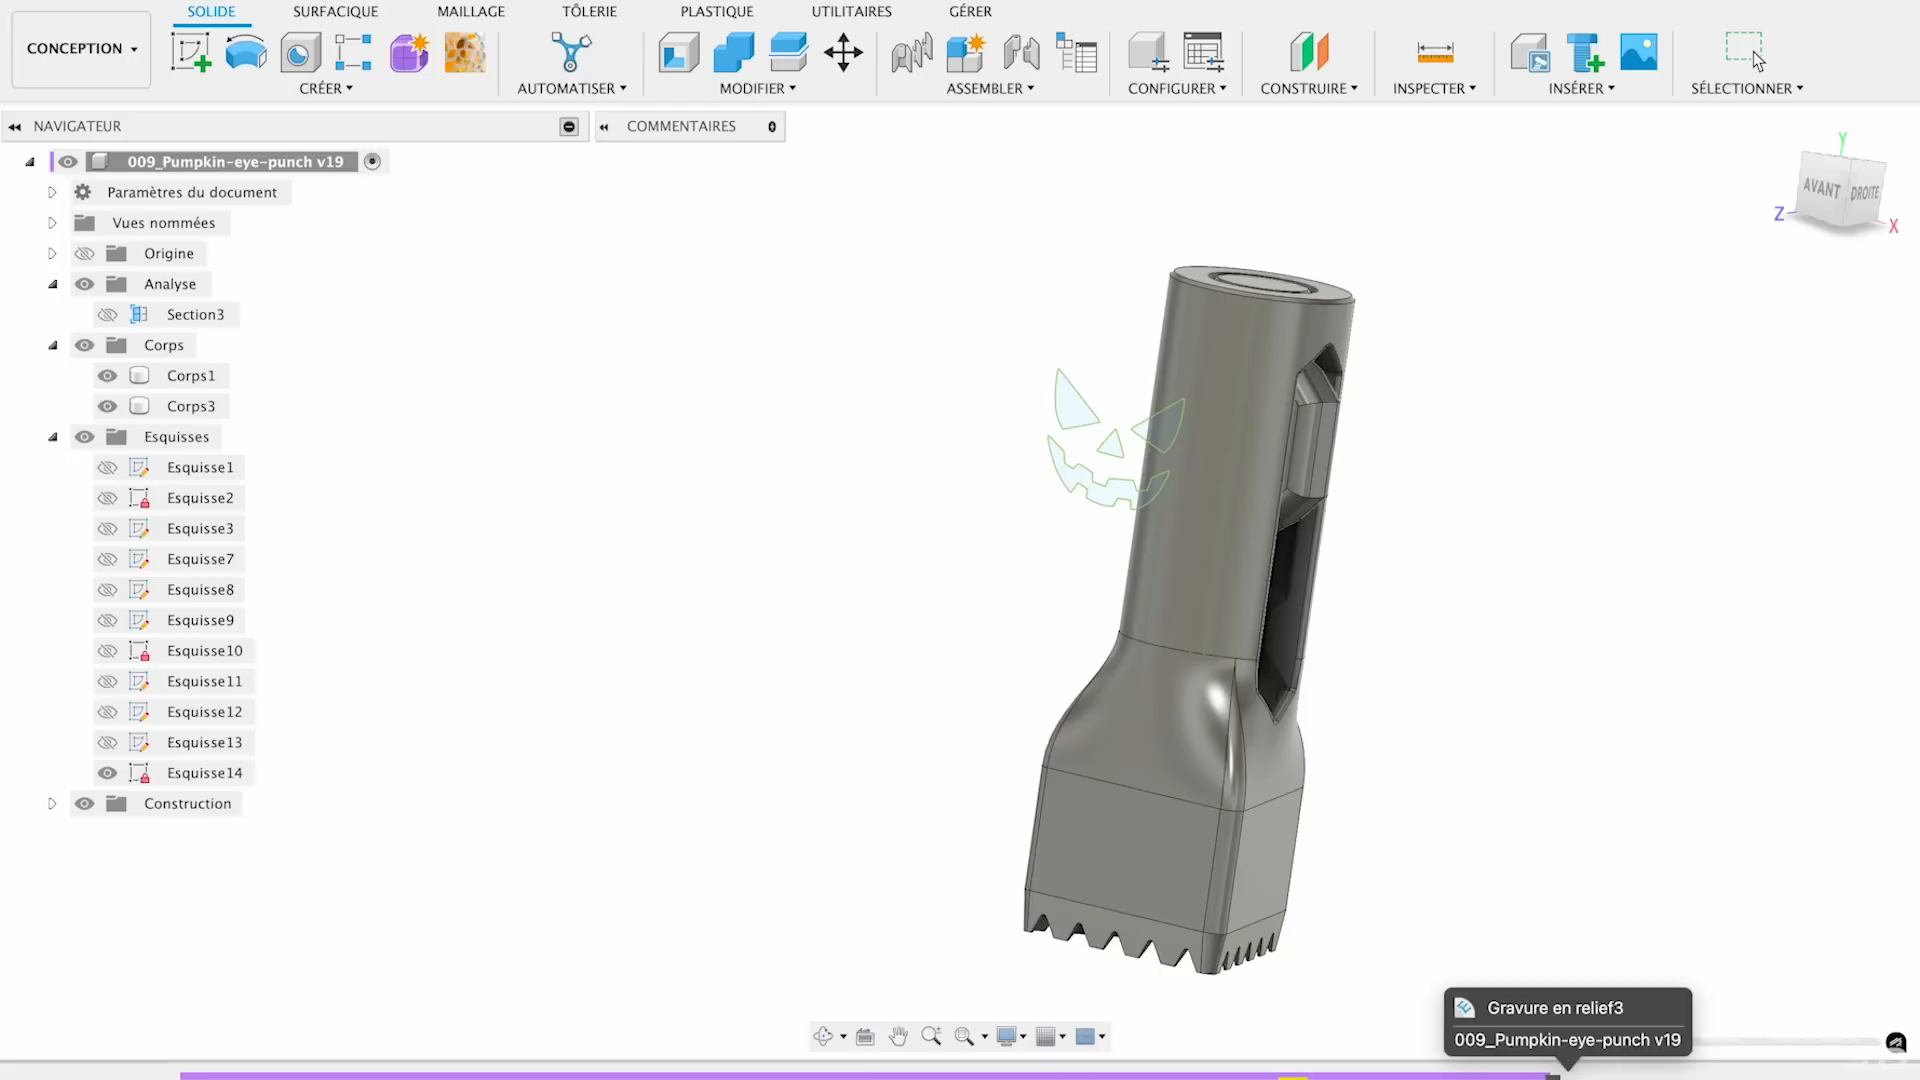 SOLIDE SURFACIQUE MAILLAGE TÔLERIE PLASTIQUE UTILITAIRES GÉRER
CONCEPTION
CRÉER AUTOMATISER MODIFIER ASSEMBLER CONFIGURER CONSTRUIRE INSPECTER INSÉRER SÉLECTIONNER
NAVIGATEUR COMMENTAIRES
009_Pumpkin-eye-punch v19
Paramètres du document
Vues nommées
Origine
Analyse
Section3
Corps
Corps1
Corps3
Esquisses
Esquisse1
Esquisse2
Esquisse3
Esquisse7
Esquisse8
Esquisse9
Esquisse10
Esquisse11
Esquisse12
Esquisse13
Esquisse14
Construction
Y
AVANT DROITE
Z
X
Gravure en relief3
009_Pumpkin-eye-punch v19